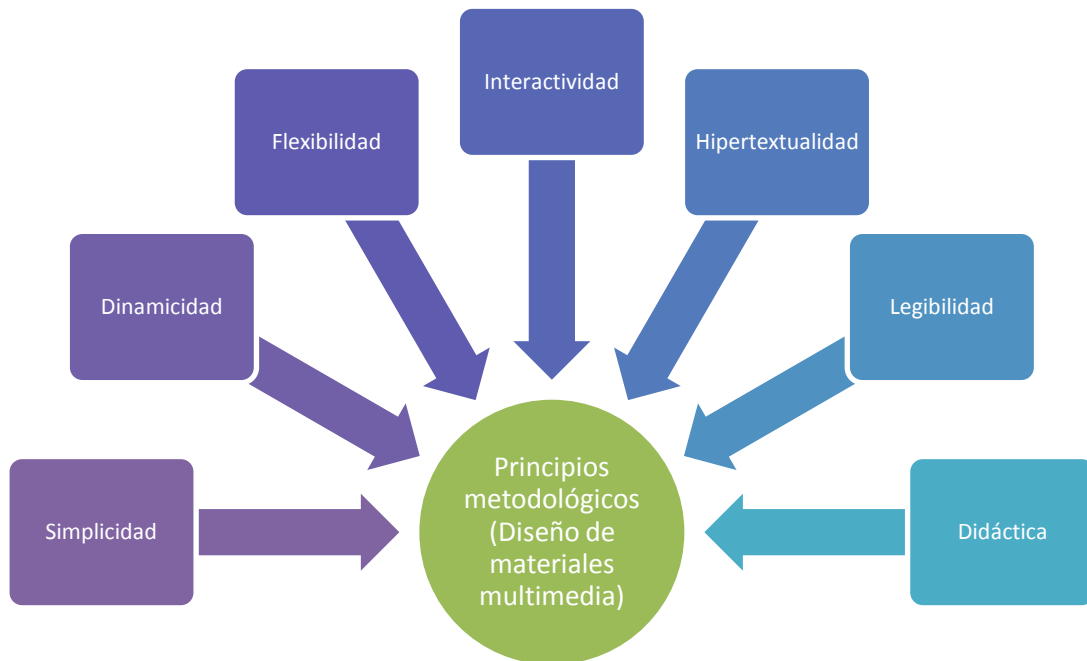 Interactividad
Flexibilidad
Hipertextualidad
Dinamicidad
Legibilidad
Simplicidad
Principios
metodológicos
(Diseño de
materiales
multimedia)
Didáctica